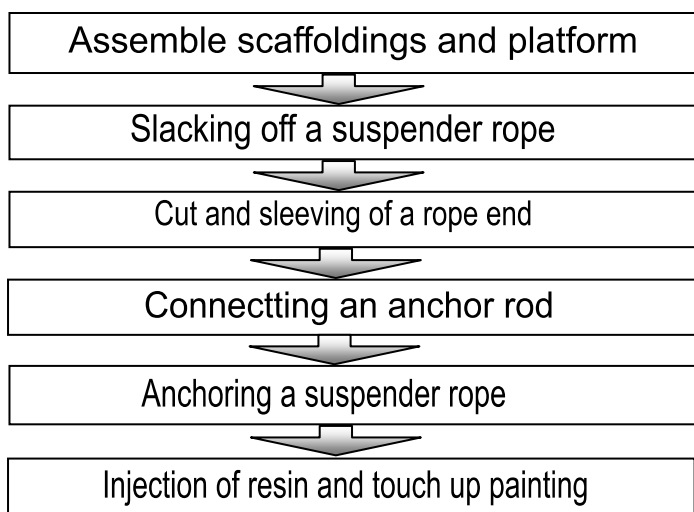 Assemble scaffoldings and platform
Slacking off a suspender rope
Cut and sleeving of a rope end
Connectting an anchor rod
Anchoring a suspender rope
Injection of resin and touch up painting